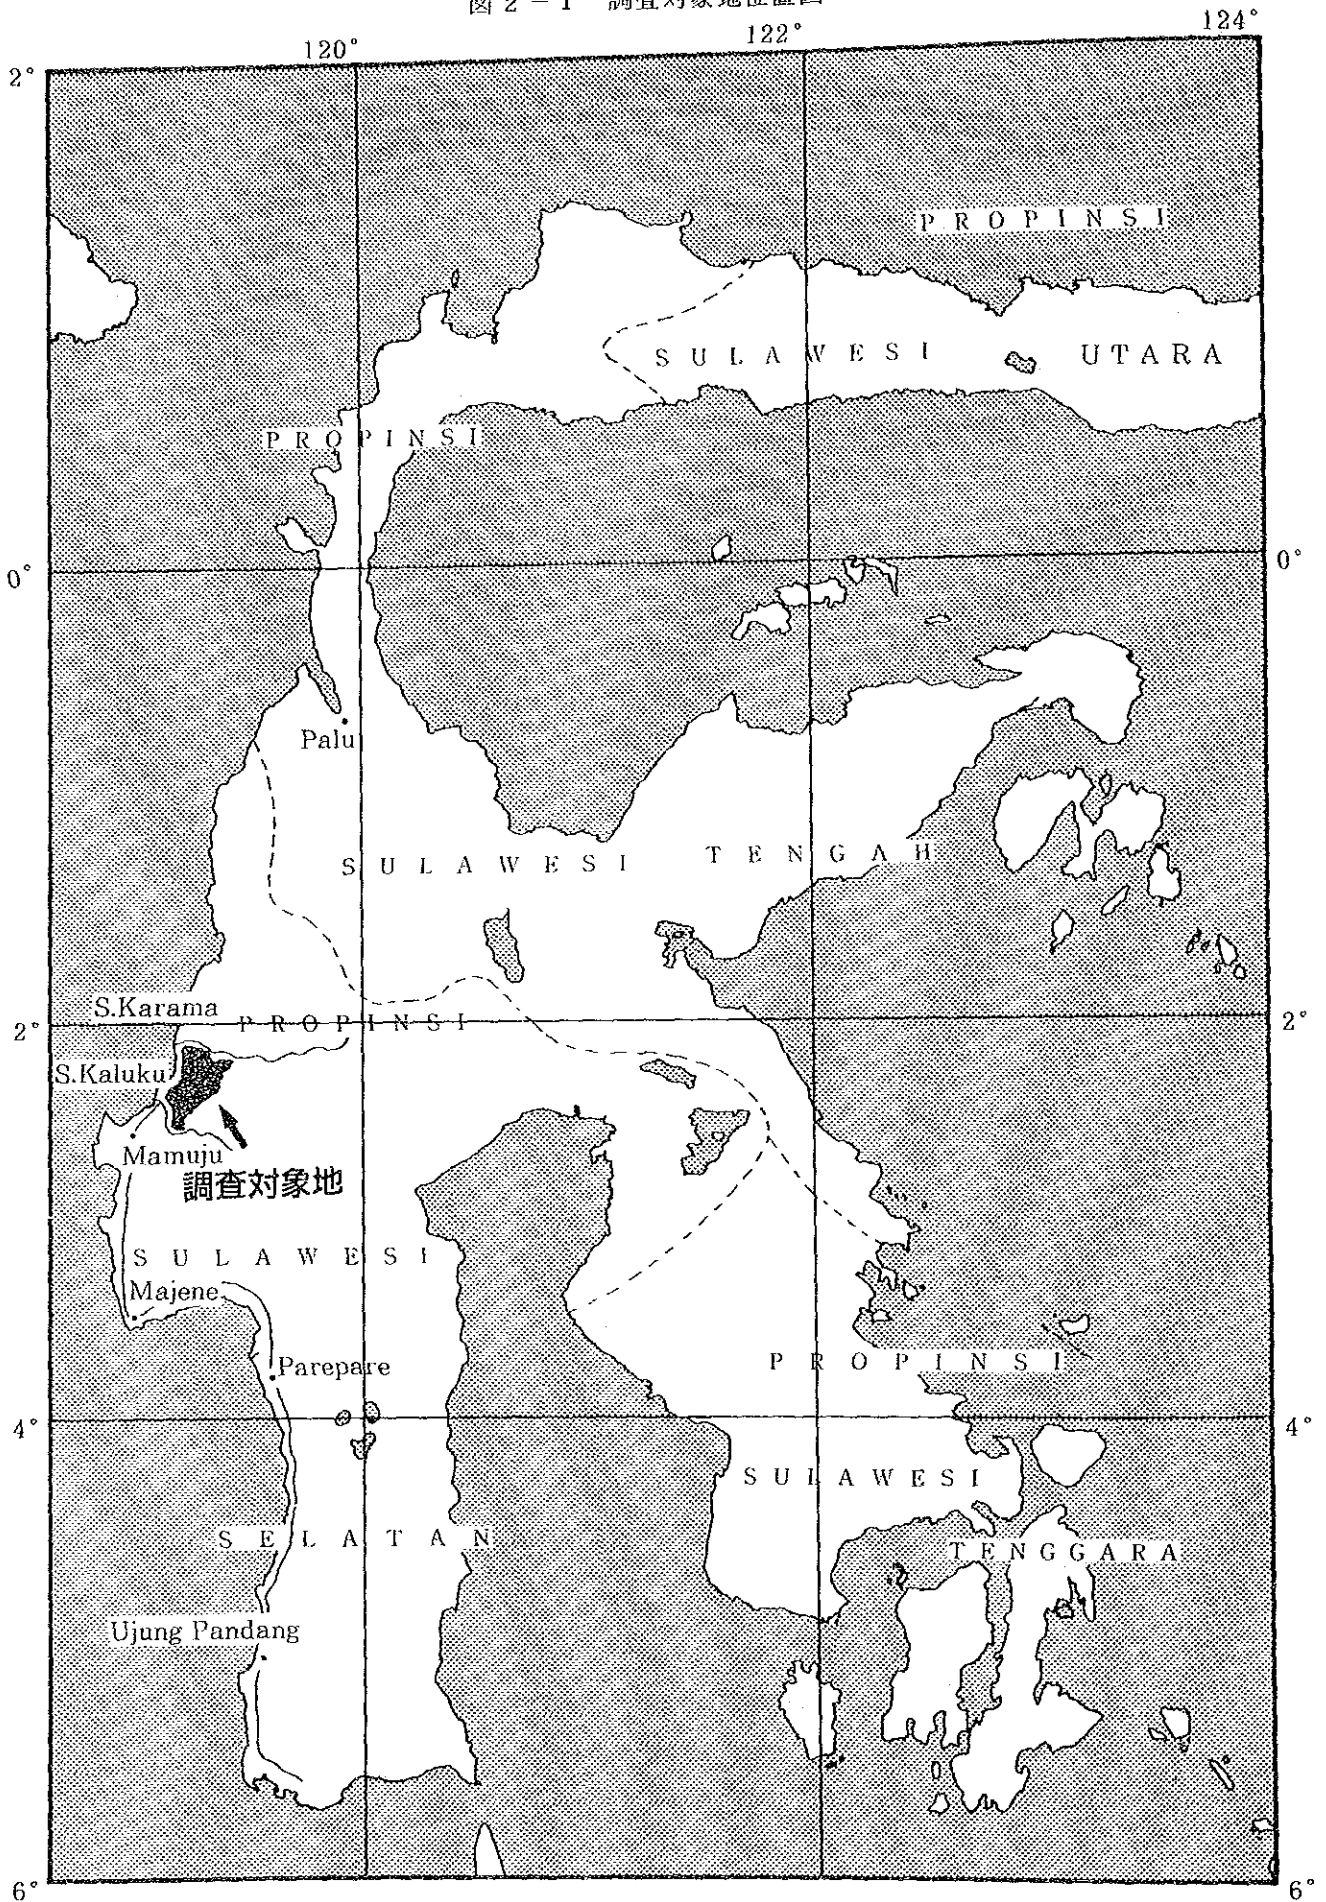 図 2-1 調査対象地位置図
120° 122° 124°
2°
PROPINSI
SULAWESI UTARA
PROPINSI
0° 0°
Palu
SULAWESI TENGAH
S.Karama
PROPINSI
2° 2°
S.Kaluku
Mamuju
調査対象地
SULAWESI
Majene
PROPINSI
Parepare
4° 4°
SULAWESI
SELATAN
TENGGARA
Ujung Pandang
6° 6°